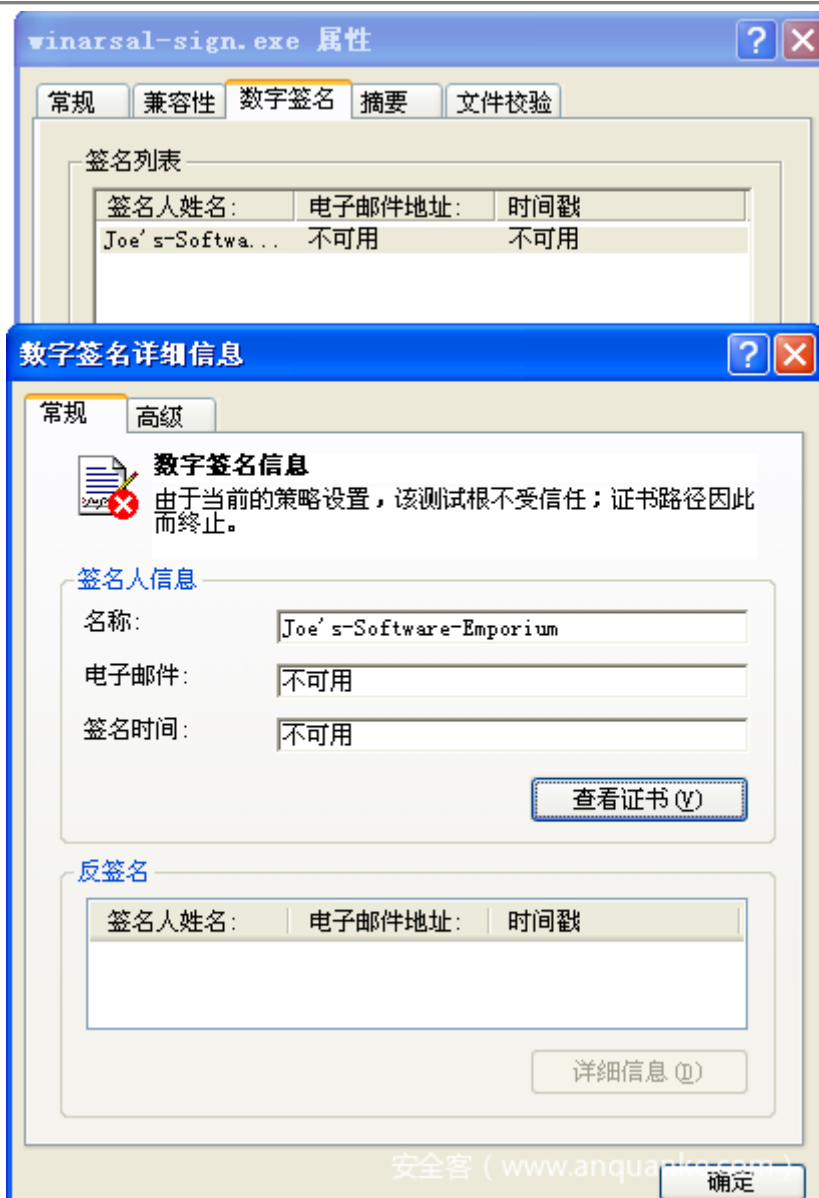 winarsal-sign.exe 属性
常规 兼容性 数字签名 摘要 文件校验
签名列表
签名人姓名: 电子邮件地址: 时间戳
Joe's-Softwa... 不可用 不可用
数字签名详细信息
常规 高级
数字签名信息
由于当前的策略设置，该测试根不受信任；证书路径因此
而终止。
签名人信息
名称: Joe's-Software-Emporium
电子邮件: 不可用
签名时间: 不可用
查看证书(V)
反签名
签名人姓名: 电子邮件地址: 时间戳
详细信息(D)
安全客 ( www.anquanke.com )
确定